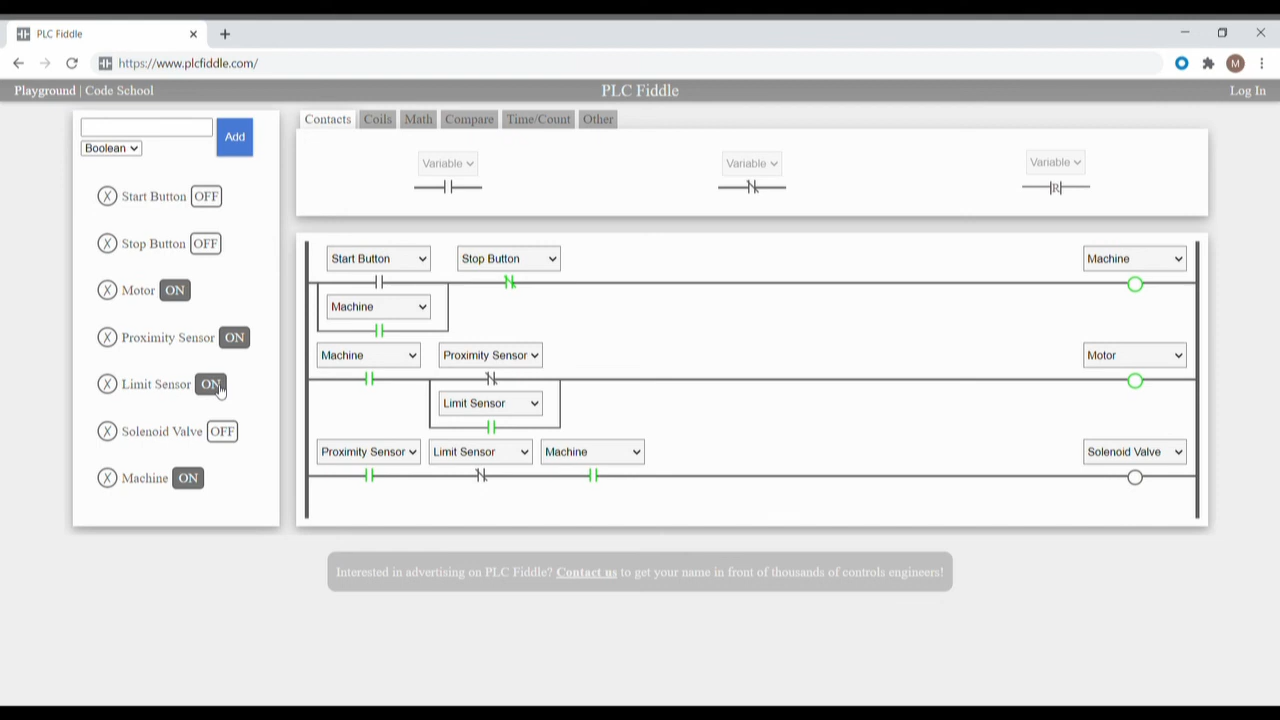 PLC Fiddle
https://www.plcfiddle.com/
M
Playground | Code School
PLC Fiddle
Log In
Add
Boolean
X Start Button OFF
X Stop Button OFF
X Motor ON
X Proximity Sensor ON
X Limit Sensor ON
X Solenoid Valve OFF
X Machine ON
Contacts Coils Math Compare Time/Count Other
Variable Variable Variable
R
Start Button Stop Button Machine
Machine
Machine Proximity Sensor Motor
Limit Sensor
Proximity Sensor Limit Sensor Machine Solenoid Valve
Interested in advertising on PLC Fiddle? Contact us to get your name in front of thousands of controls engineers!